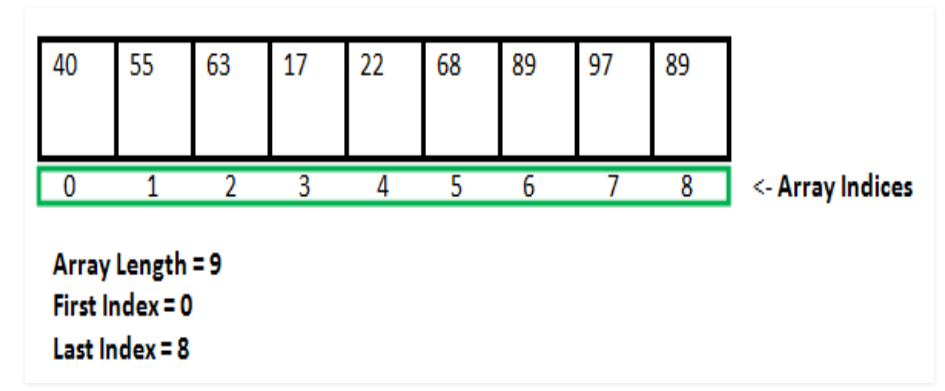 40 55 63 17 22 68 89 97 89
0 1 2 3 4 5 6 7 8 <- Array Indices
Array Length = 9
First Index = 0
Last Index = 8